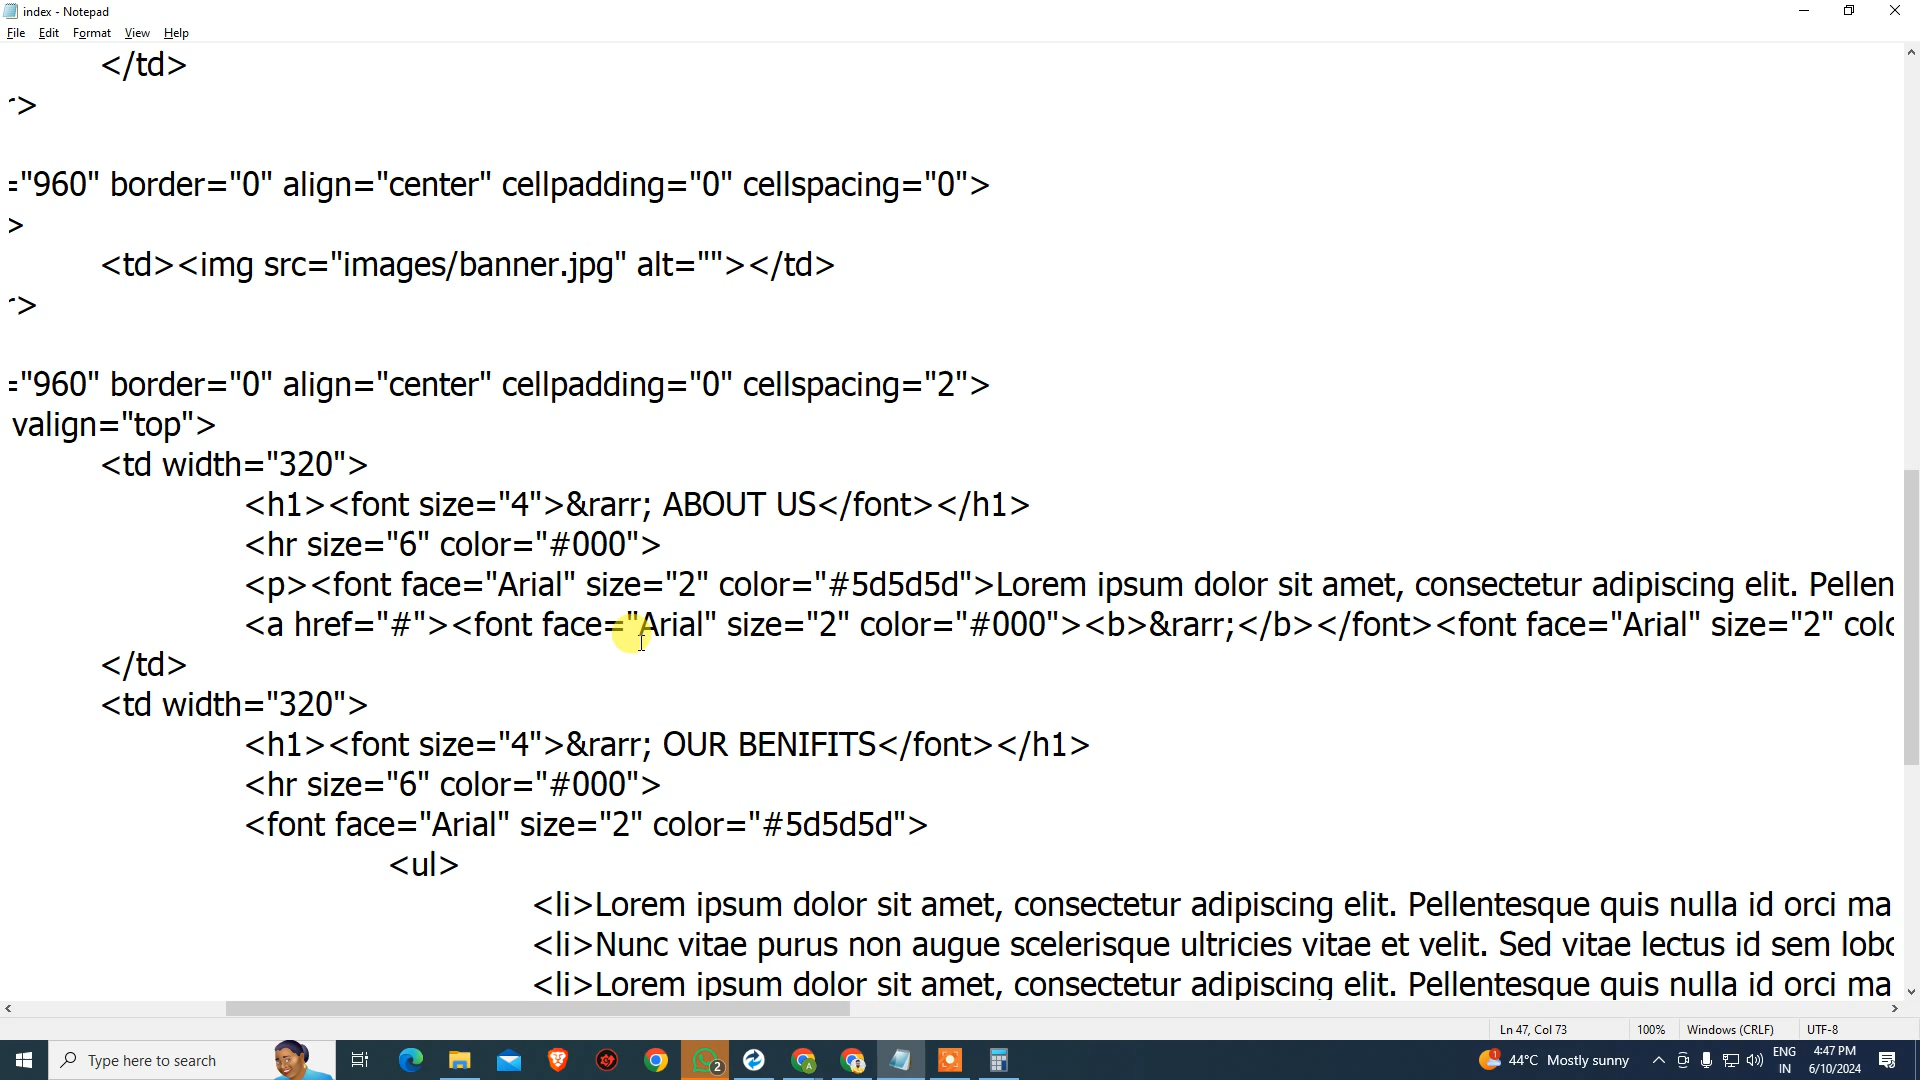 index - Notepad
File Edit Format View Help
</td>
r>
="960" border="0" align="center" cellpadding="0" cellspacing="0">
>
<td><img src="images/banner.jpg" alt=""></td>
r>
="960" border="0" align="center" cellpadding="0" cellspacing="2">
valign="top">
<td width="320">
<h1><font size="4">&rarr; ABOUT US</font></h1>
<hr size="6" color="#000">
<p><font face="Arial" size="2" color="#5d5d5d">Lorem ipsum dolor sit amet, consectetur adipiscing elit. Pellen
<a href="#"><font face="Arial" size="2" color="#000"><b>&rarr;</b></font><font face="Arial" size="2" colo
</td>
<td width="320">
<h1><font size="4">&rarr; OUR BENIFITS</font></h1>
<hr size="6" color="#000">
<font face="Arial" size="2" color="#5d5d5d">
<ul>
<li>Lorem ipsum dolor sit amet, consectetur adipiscing elit. Pellentesque quis nulla id orci ma
<li>Nunc vitae purus non augue scelerisque ultricies vitae et velit. Sed vitae lectus id sem lobo
<li>Lorem ipsum dolor sit amet, consectetur adipiscing elit. Pellentesque quis nulla id orci ma
Ln 47, Col 73 100% Windows (CRLF) UTF-8
Type here to search 2 1 44°C Mostly sunny ENG 4:47 PM
IN 6/10/2024